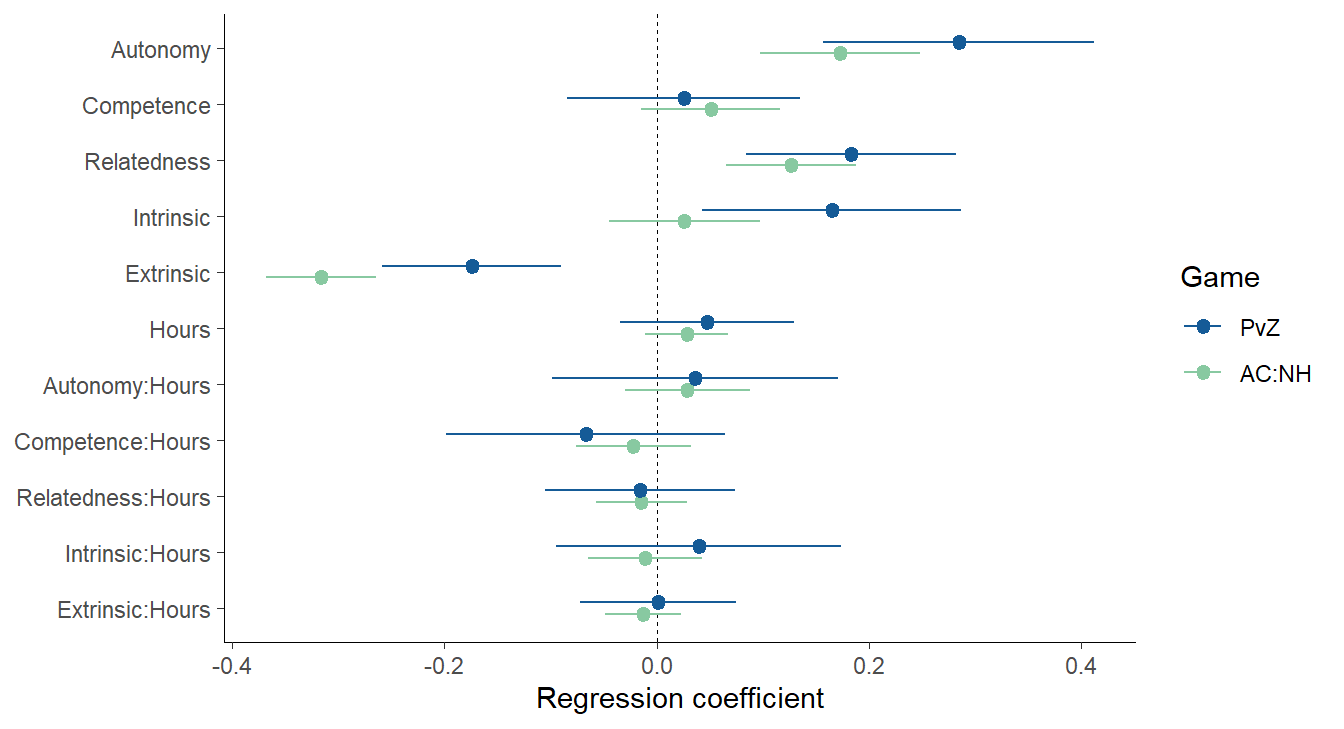 Autonomy
Competence
Relatedness
Intrinsic
Extrinsic
Hours
Autonomy:Hours
Competence:Hours
Relatedness:Hours
Intrinsic:Hours
Extrinsic:Hours
-0.4 -0.2 0.0 0.2 0.4
Regression coefficient
Game
PvZ
AC:NH